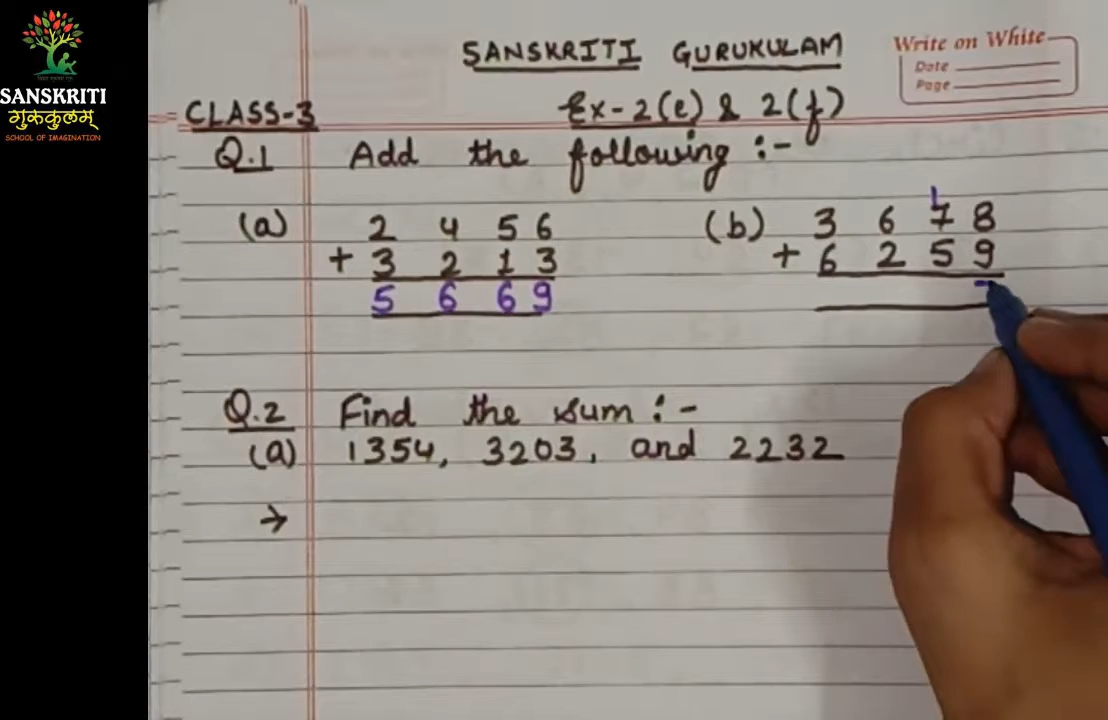 SANSKRITI
गुरुकुलम्
SCHOOL OF IMAGINATION
SANSKRITI GURUKULAM
Write on White
Date
Page
CLASS-3
Ex-2(e) & 2(f)
Q.1 Add the following :-
(a) 2 4 5 6
+ 3 2 1 3
5 6 6 9
(b) 1
3 6 7 8
+ 6 2 5 9
Q.2 Find the sum :-
(a) 1354, 3203, and 2232
→